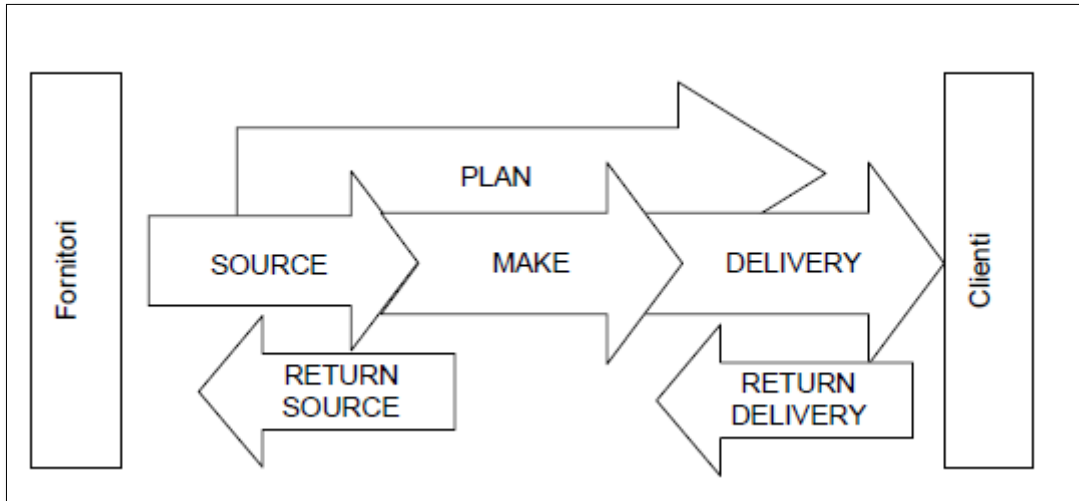 Fornitori
PLAN
SOURCE
MAKE
DELIVERY
RETURN
SOURCE
RETURN
DELIVERY
Clienti